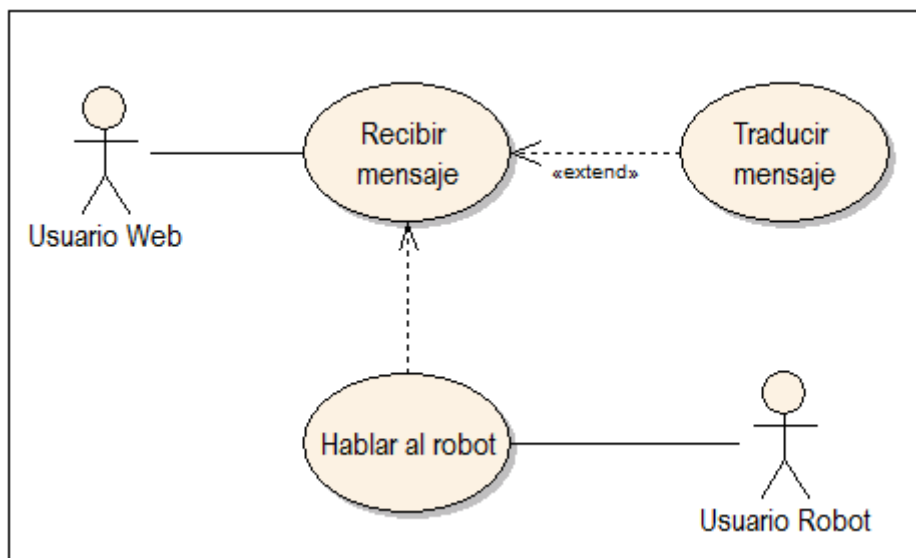 Recibir
mensaje
Traducir
mensaje
«extend»
Usuario Web
Hablar al robot
Usuario Robot